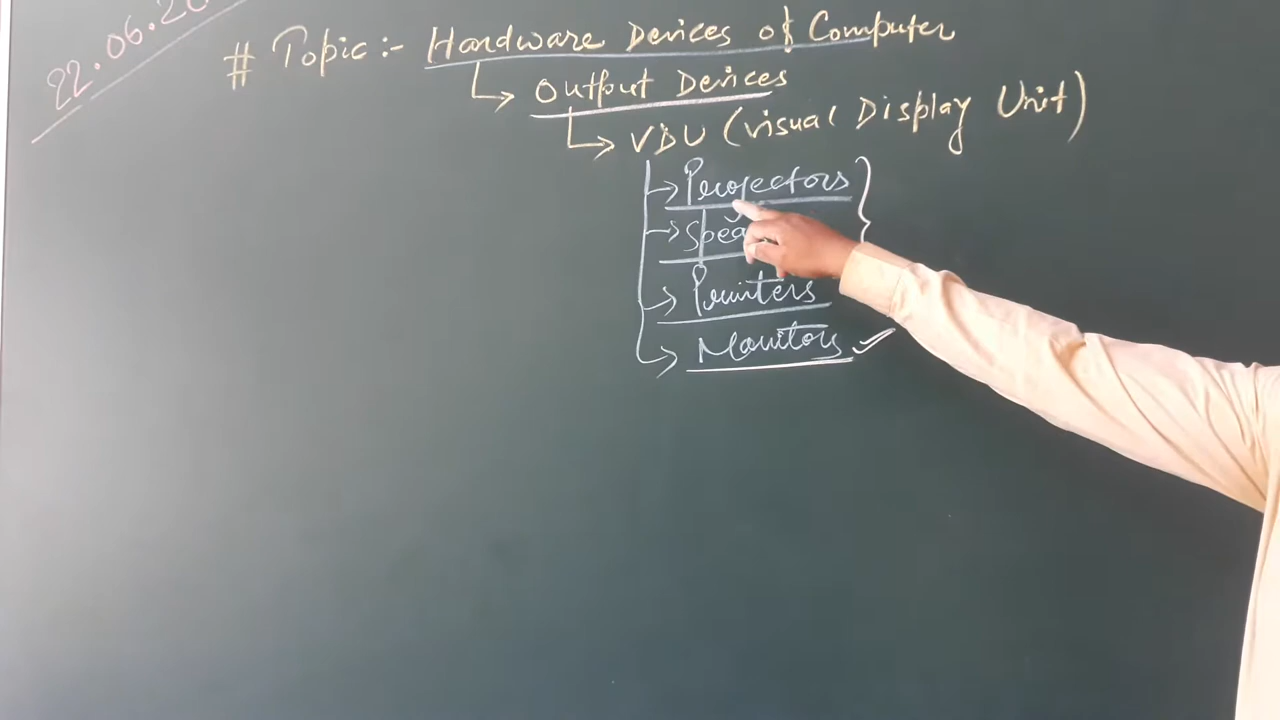 22.06.20
# Topic :- Hardware Devices of Computer
↳ Output Devices
↳ VDU (Visual Display Unit)
→ Projectors
→
→ Printers
→ Monitors ✓